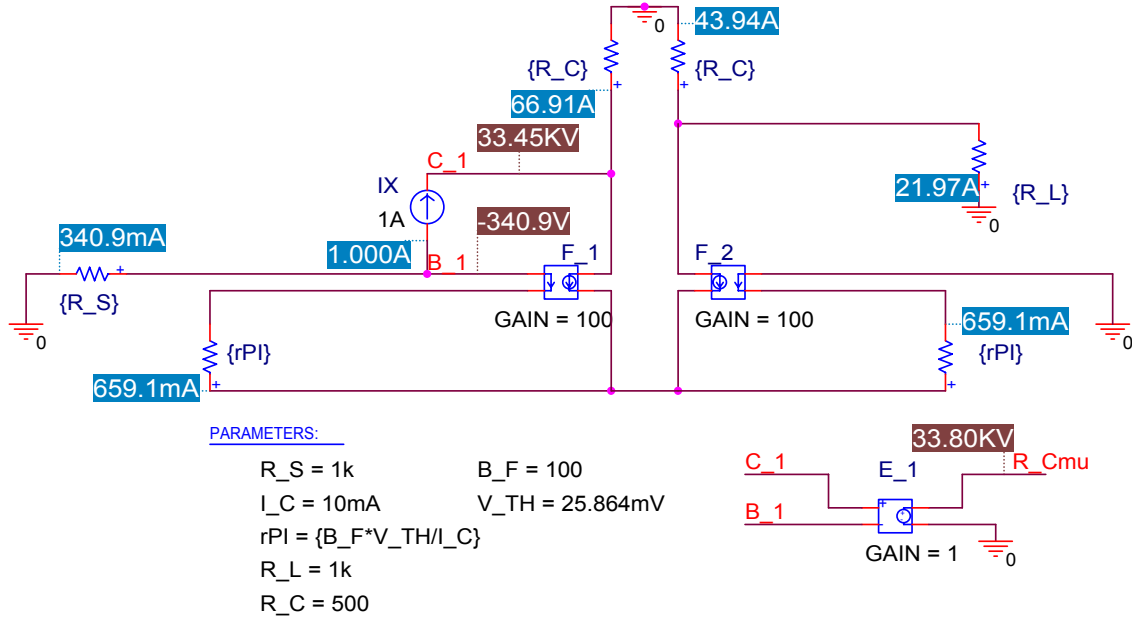 0
43.94A
{R_C}
{R_C}
66.91A
33.45KV
C_1
IX
1A
21.97A
{R_L}
0
340.9mA
-340.9V
1.000A
B_1
F_1
F_2
{R_S}
0
GAIN = 100
GAIN = 100
0
659.1mA
{rPI}
{rPI}
659.1mA
PARAMETERS:
R_S = 1k
B_F = 100
I_C = 10mA
V_TH = 25.864mV
rPI = {B_F*V_TH/I_C}
R_L = 1k
R_C = 500
33.80KV
C_1
E_1
R_Cmu
B_1
GAIN = 1
0